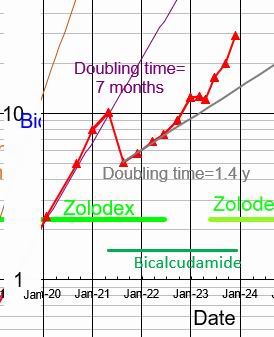 Doubling time=
7 months
10
Bic
Doubling time=1.4 y
Zolodex
Zolode
Bicalcudamide
1
Jan-20 Jan-21 Jan-22 Jan-23 Jan-24
Date